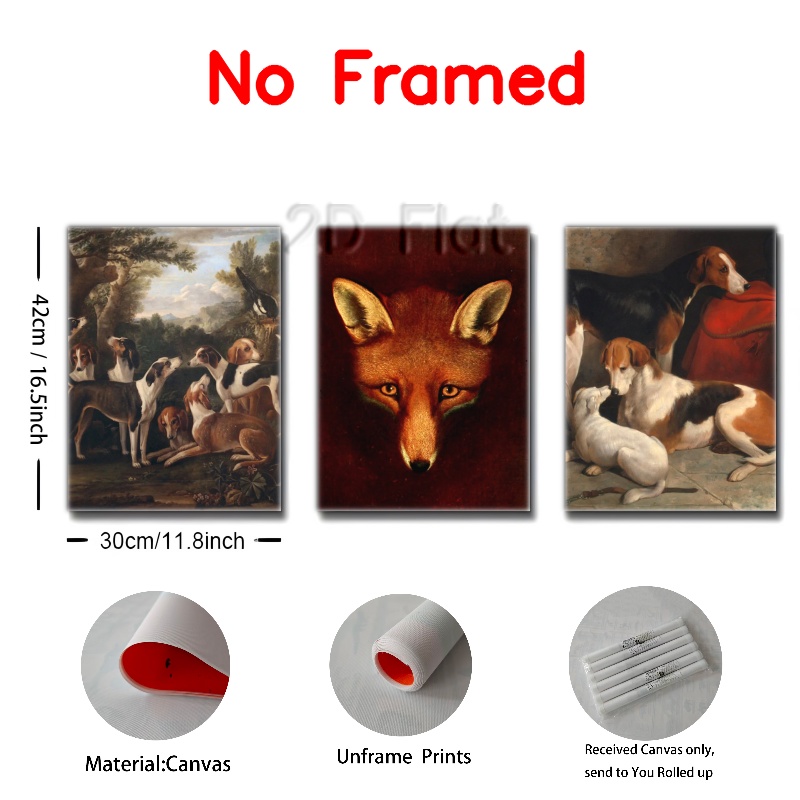 No Framed
2D Flat
42cm / 16.5inch
30cm/11.8inch
Material:Canvas
Unframe Prints
Received Canvas only,
send to You Rolled up